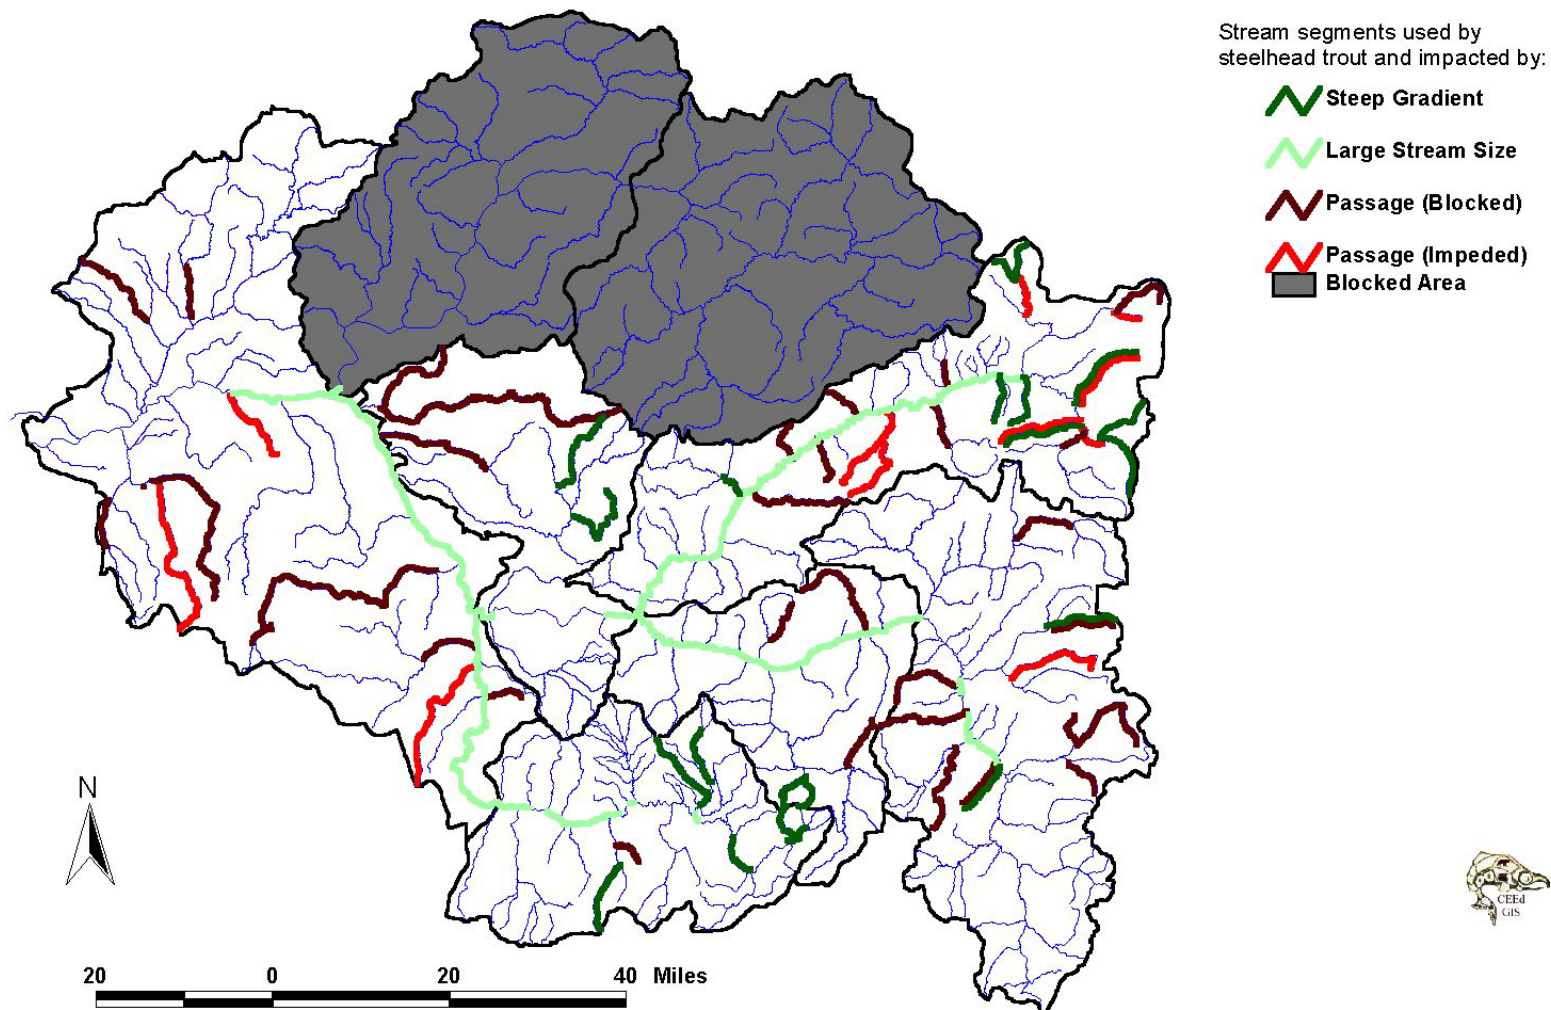 Stream segments used by
steelhead trout and impacted by:
Steep Gradient
Large Stream Size
Passage (Blocked)
Passage (Impeded)
Blocked Area
N
CEEd
GIS
20 0 20 40 Miles